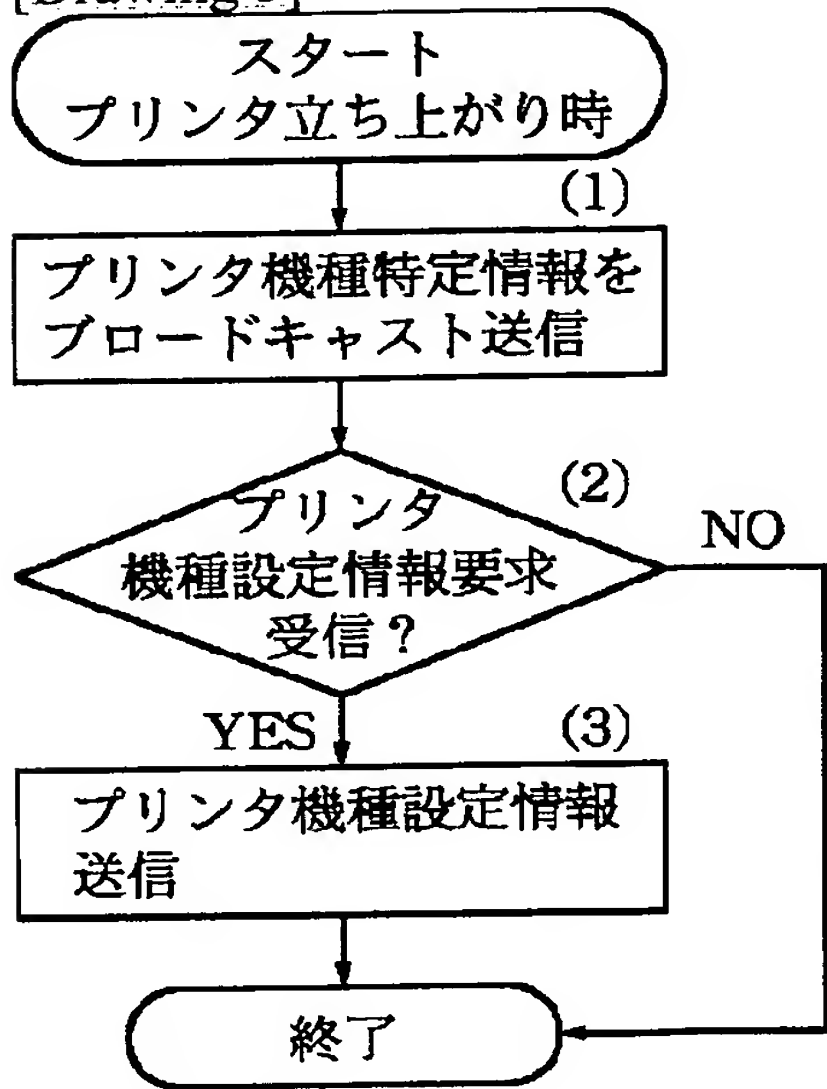 スタート
プリンタ立ち上がり時
(1)
プリンタ機種特定情報を
ブロードキャスト送信
(2)
プリンタ
機種設定情報要求
受信？
NO
YES
(3)
プリンタ機種設定情報
送信
終了